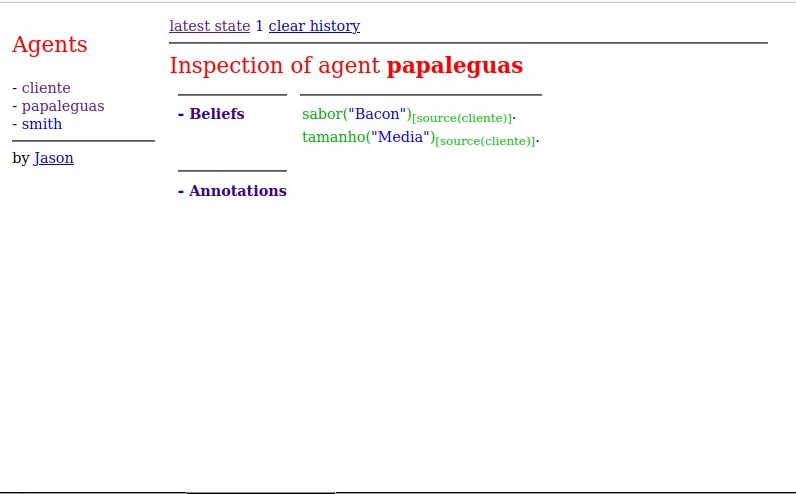 Agents
- cliente
- papaleguas
- smith
by Jason
latest state 1 clear history
Inspection of agent papaleguas
- Beliefs
sabor("Bacon")[source(cliente)].
tamanho("Media")[source(cliente)].
- Annotations